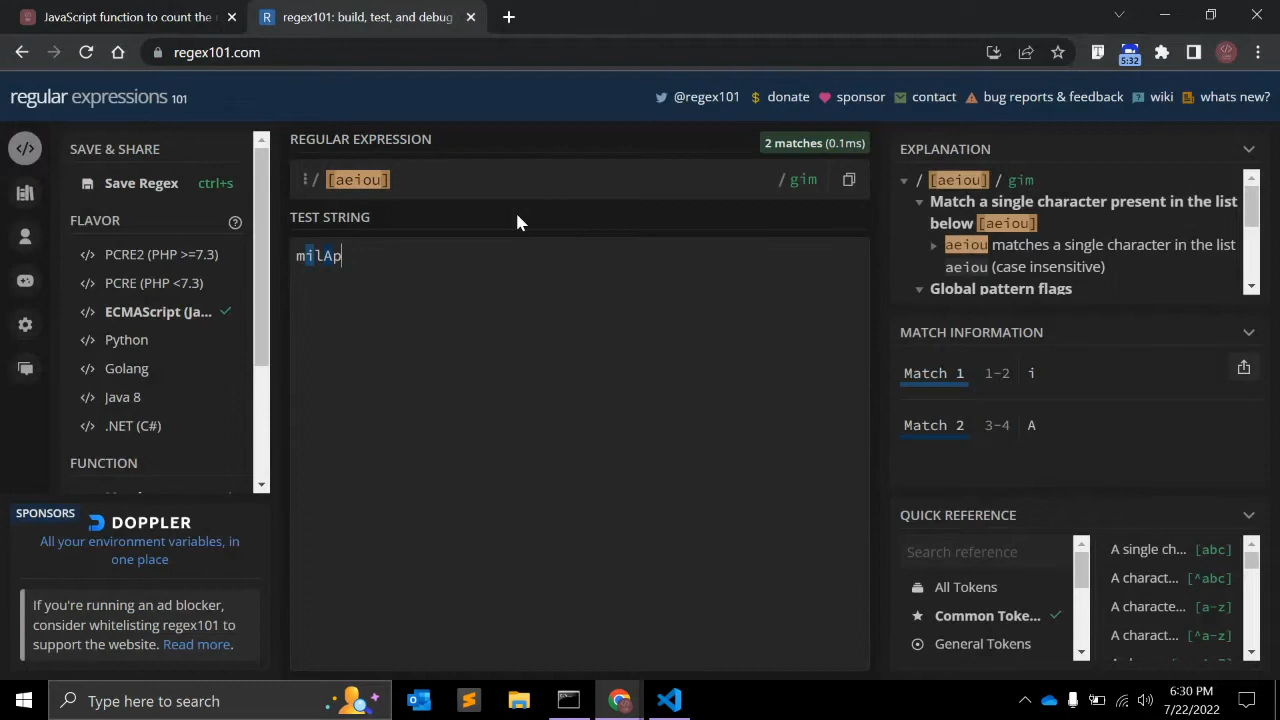 JavaScript function to count the
regex101: build, test, and debug
regex101.com
5:32
regular expressions 101
@regex101
$ donate
sponsor
contact
bug reports & feedback
wiki
whats new?
SAVE & SHARE
Save Regex ctrl+s
FLAVOR
PCRE2 (PHP >=7.3)
PCRE (PHP <7.3)
ECMAScript (Ja...
Python
Golang
Java 8
.NET (C#)
FUNCTION
SPONSORS
DOPPLER
All your environment variables, in
one place
If you're running an ad blocker,
consider whitelisting regex101 to
support the website. Read more.
REGULAR EXPRESSION
2 matches (0.1ms)
/ [aeiou] / gim
TEST STRING
milAp
EXPLANATION
/ [aeiou] / gim
Match a single character present in the list
below [aeiou]
aeiou matches a single character in the list
aeiou (case insensitive)
Global pattern flags
MATCH INFORMATION
Match 1 1-2 i
Match 2 3-4 A
QUICK REFERENCE
Search reference
All Tokens
Common Toke...
General Tokens
A single ch... [abc]
A charact... [^abc]
A characte... [a-z]
A charact... [^a-z]
Type here to search
6:30 PM
7/22/2022